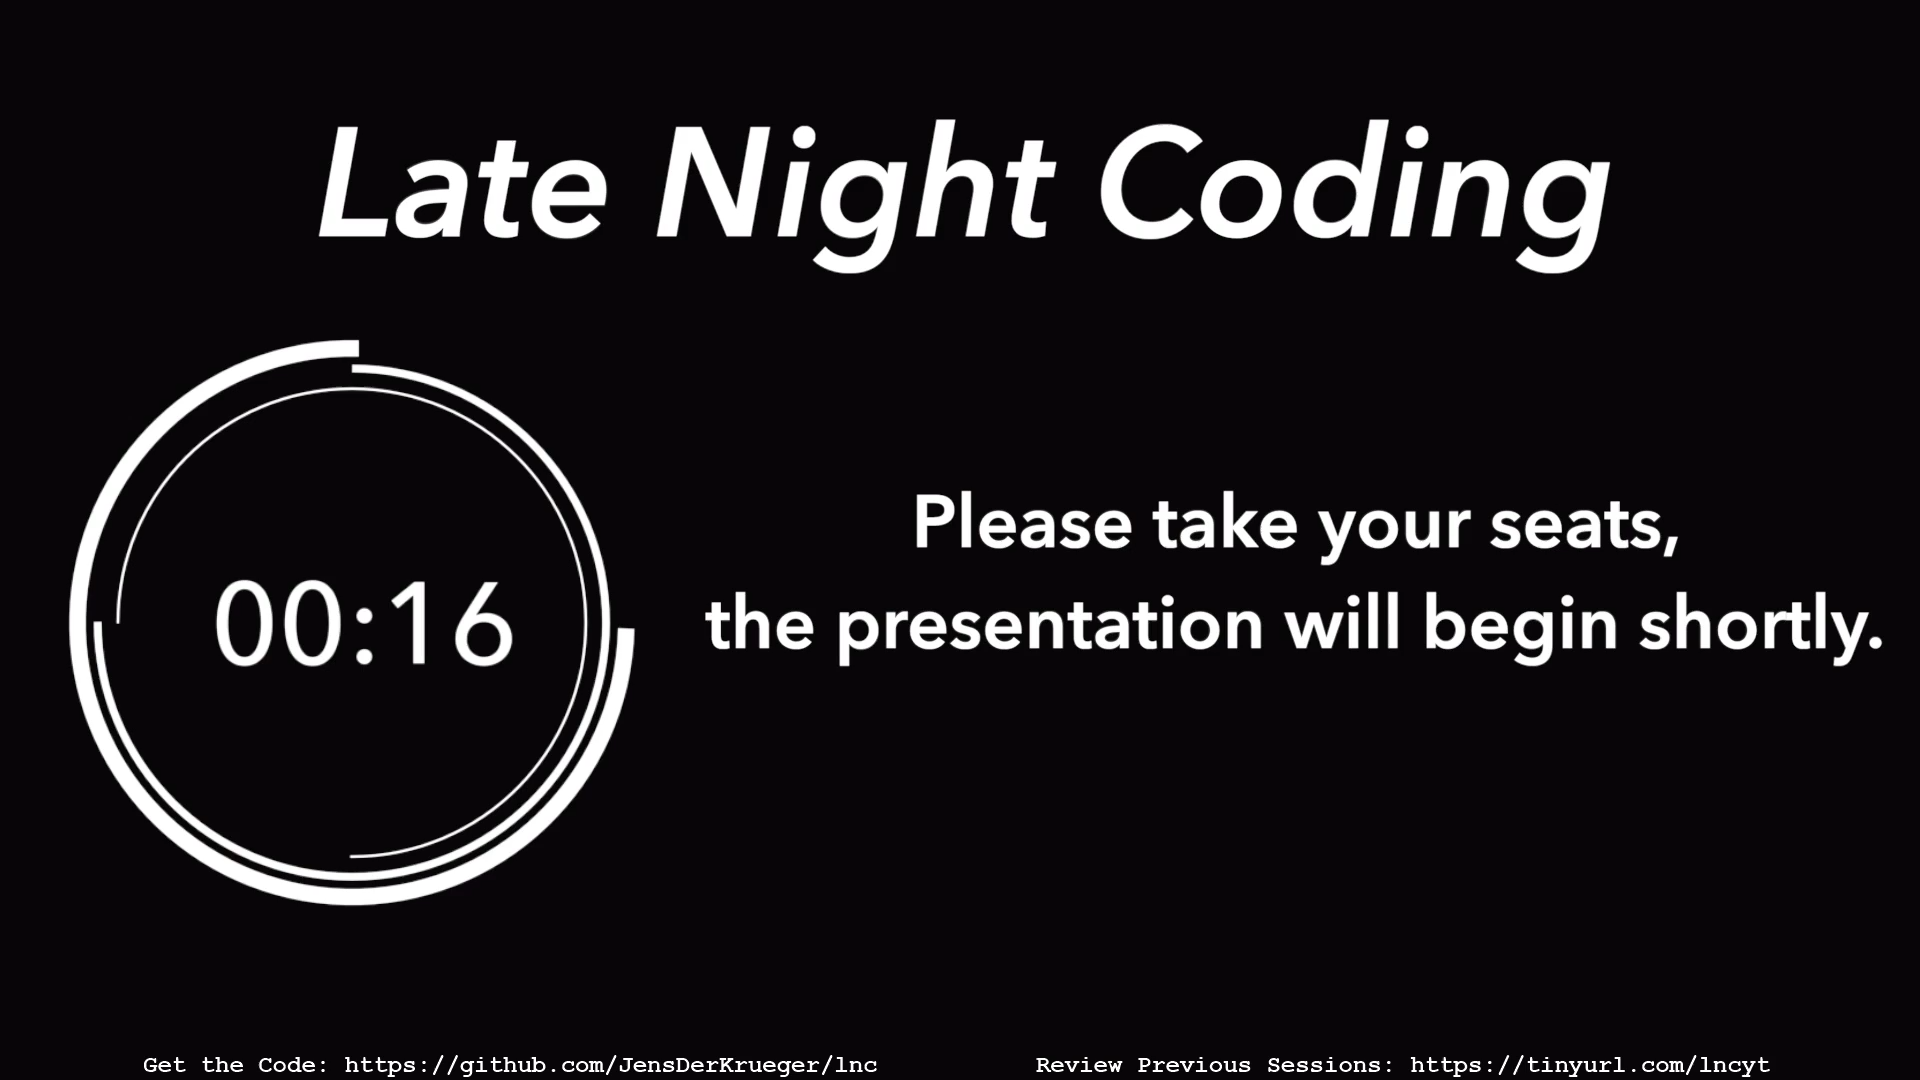 Late Night Coding
00:16
Please take your seats,
the presentation will begin shortly.
Get the Code: https://github.com/JensDerKrueger/lnc
Review Previous Sessions: https://tinyurl.com/lncyt